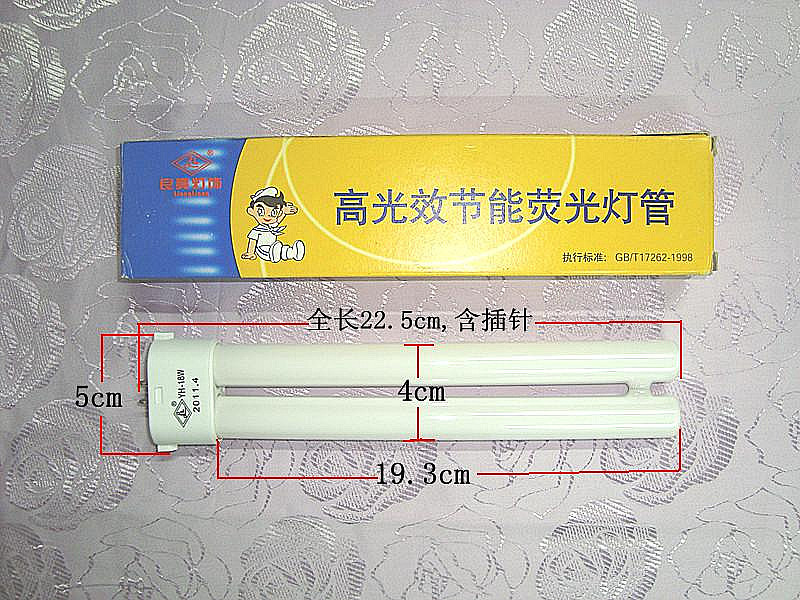 良亮灯饰
liangliang
高光效节能荧光灯管
执行标准: GB/T17262-1998
全长22.5cm,含插针
5cm
4cm
YH-18W
2011.4
19.3cm